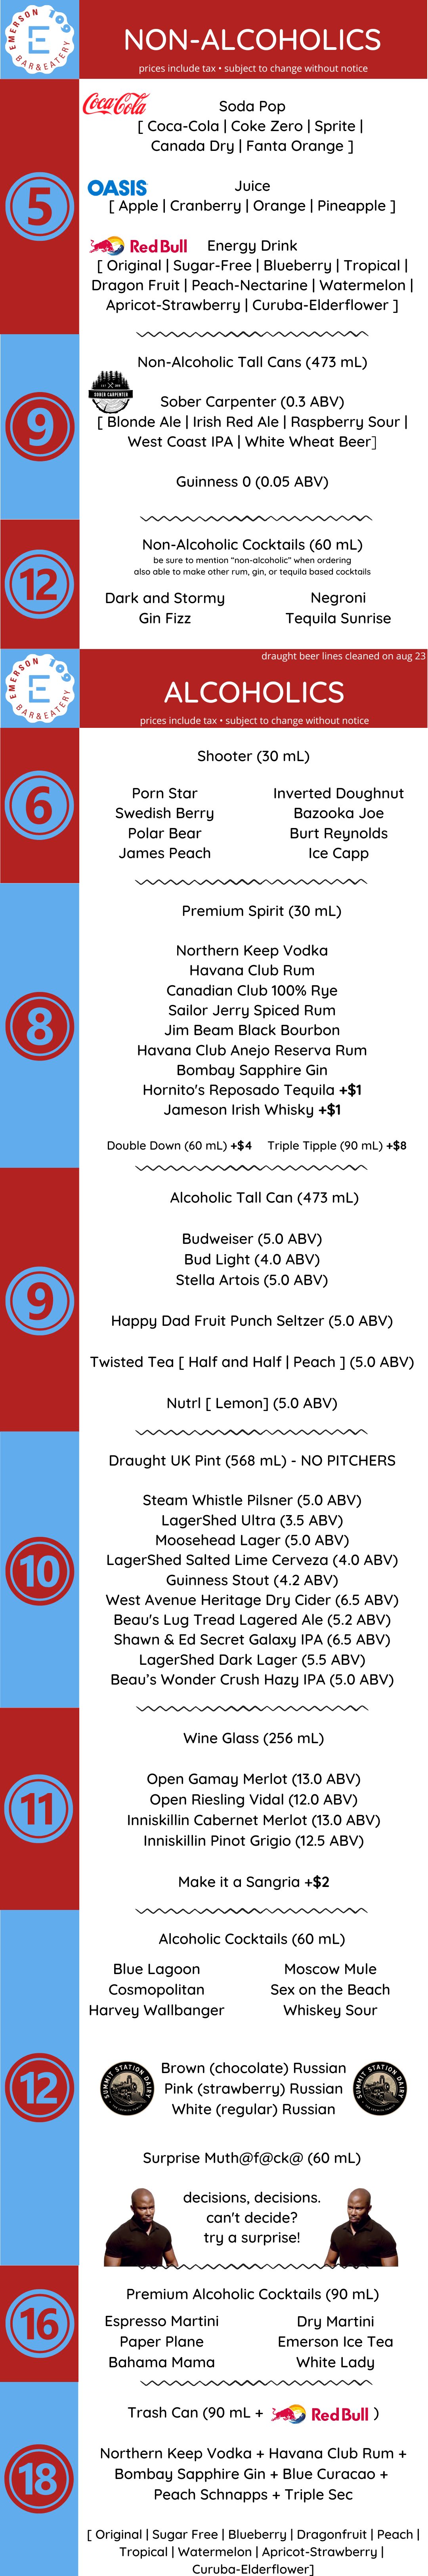 EMERSON 109
E
BAR & EATERY
NON-ALCOHOLICS
prices include tax • subject to change without notice
5
Coca-Cola
Soda Pop
[ Coca-Cola | Coke Zero | Sprite |
Canada Dry | Fanta Orange ]
OASIS
Juice
[ Apple | Cranberry | Orange | Pineapple ]
Red Bull
Energy Drink
[ Original | Sugar-Free | Blueberry | Tropical |
Dragon Fruit | Peach-Nectarine | Watermelon |
Apricot-Strawberry | Curuba-Elderflower ]
9
Non-Alcoholic Tall Cans (473 mL)
SOBER CARPENTER
Sober Carpenter (0.3 ABV)
[ Blonde Ale | Irish Red Ale | Raspberry Sour |
West Coast IPA | White Wheat Beer]
Guinness 0 (0.05 ABV)
12
Non-Alcoholic Cocktails (60 mL)
be sure to mention "non-alcoholic" when ordering
also able to make other rum, gin, or tequila based cocktails
Dark and Stormy
Negroni
Gin Fizz
Tequila Sunrise
draught beer lines cleaned on aug 23
EMERSON 109
E
BAR & EATERY
ALCOHOLICS
prices include tax • subject to change without notice
6
Shooter (30 mL)
Porn Star
Inverted Doughnut
Swedish Berry
Bazooka Joe
Polar Bear
Burt Reynolds
James Peach
Ice Capp
8
Premium Spirit (30 mL)
Northern Keep Vodka
Havana Club Rum
Canadian Club 100% Rye
Sailor Jerry Spiced Rum
Jim Beam Black Bourbon
Havana Club Anejo Reserva Rum
Bombay Sapphire Gin
Hornito's Reposado Tequila +$1
Jameson Irish Whisky +$1
Double Down (60 mL) +$4 Triple Tipple (90 mL) +$8
9
Alcoholic Tall Can (473 mL)
Budweiser (5.0 ABV)
Bud Light (4.0 ABV)
Stella Artois (5.0 ABV)
Happy Dad Fruit Punch Seltzer (5.0 ABV)
Twisted Tea [ Half and Half | Peach ] (5.0 ABV)
Nutrl [ Lemon] (5.0 ABV)
10
Draught UK Pint (568 mL) - NO PITCHERS
Steam Whistle Pilsner (5.0 ABV)
LagerShed Ultra (3.5 ABV)
Moosehead Lager (5.0 ABV)
LagerShed Salted Lime Cerveza (4.0 ABV)
Guinness Stout (4.2 ABV)
West Avenue Heritage Dry Cider (6.5 ABV)
Beau's Lug Tread Lagered Ale (5.2 ABV)
Shawn & Ed Secret Galaxy IPA (6.5 ABV)
LagerShed Dark Lager (5.5 ABV)
Beau's Wonder Crush Hazy IPA (5.0 ABV)
11
Wine Glass (256 mL)
Open Gamay Merlot (13.0 ABV)
Open Riesling Vidal (12.0 ABV)
Inniskillin Cabernet Merlot (13.0 ABV)
Inniskillin Pinot Grigio (12.5 ABV)
Make it a Sangria +$2
12
Alcoholic Cocktails (60 mL)
Blue Lagoon
Moscow Mule
Cosmopolitan
Sex on the Beach
Harvey Wallbanger
Whiskey Sour
SUMMIT STATION DAIRY
Brown (chocolate) Russian
Pink (strawberry) Russian
White (regular) Russian
SUMMIT STATION DAIRY
Surprise Muth@f@ck@ (60 mL)
decisions, decisions.
can't decide?
try a surprise!
16
Premium Alcoholic Cocktails (90 mL)
Espresso Martini
Dry Martini
Paper Plane
Emerson Ice Tea
Bahama Mama
White Lady
18
Trash Can (90 mL + Red Bull )
Northern Keep Vodka + Havana Club Rum +
Bombay Sapphire Gin + Blue Curacao +
Peach Schnapps + Triple Sec
[ Original | Sugar Free | Blueberry | Dragonfruit | Peach |
Tropical | Watermelon | Apricot-Strawberry |
Curuba-Elderflower]